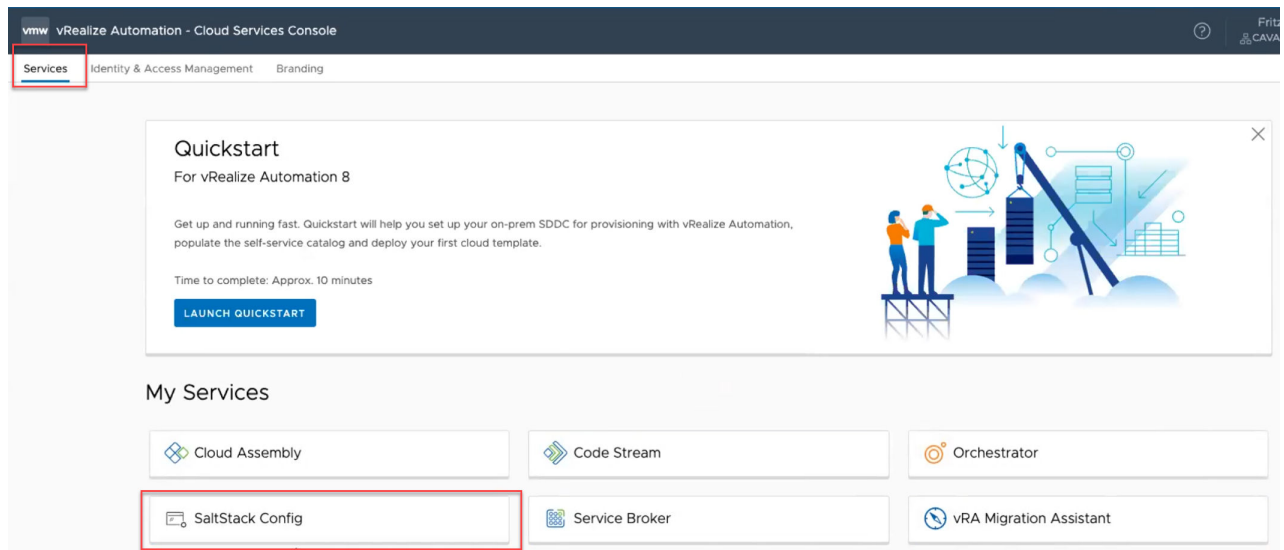 vmw vRealize Automation - Cloud Services Console
Fritz
CAVA
Services Identity & Access Management Branding
Quickstart
For vRealize Automation 8
Get up and running fast. Quickstart will help you set up your on-prem SDDC for provisioning with vRealize Automation,
populate the self-service catalog and deploy your first cloud template.
Time to complete: Approx. 10 minutes
LAUNCH QUICKSTART
My Services
Cloud Assembly
Code Stream
Orchestrator
SaltStack Config
Service Broker
vRA Migration Assistant